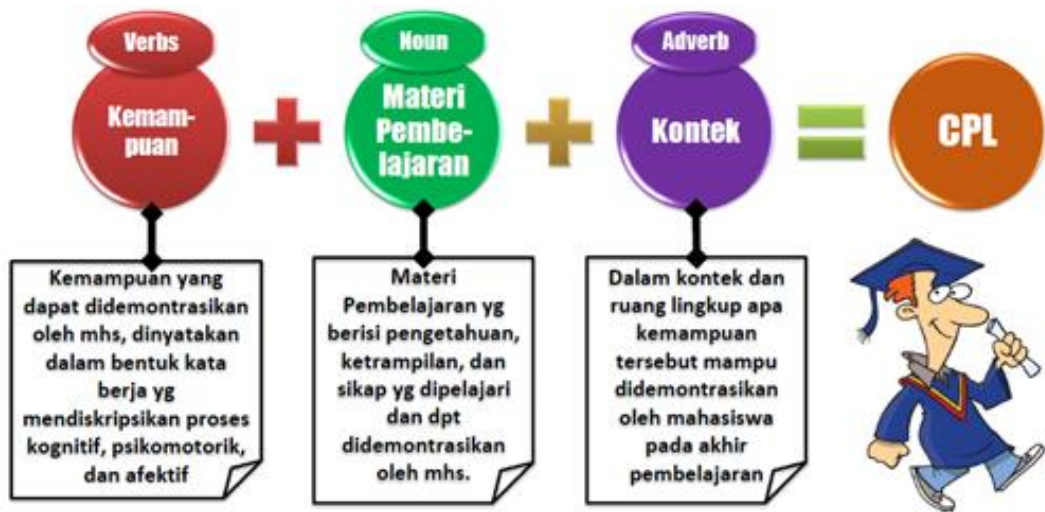 Verbs
Kemam-
puan
Noun
Materi
Pembe-
lajaran
Adverb
Kontek
CPL
Kemampuan yang
dapat didemontrasikan
oleh mhs, dinyatakan
dalam bentuk kata
berja yg
mendiskripsikan proses
kognitif, psikomotorik,
dan afektif
Materi
Pembelajaran yg
berisi pengetahuan,
ketrampilan, dan
sikap yg dipelajari
dan dpt
didemontrasikan
oleh mhs.
Dalam kontek dan
ruang lingkup apa
kemampuan
tersebut mampu
didemontrasikan
oleh mahasiswa
pada akhir
pembelajaran